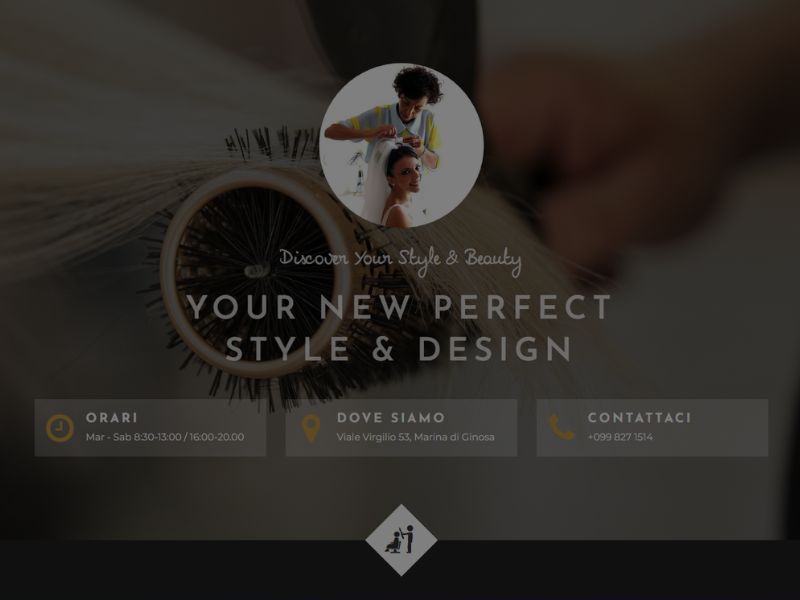 Discover Your Style & Beauty
YOUR NEW PERFECT
STYLE & DESIGN
ORARI
Mar - Sab 8:30-13:00 / 16:00-20.00
DOVE SIAMO
Viale Virgilio 53, Marina di Ginosa
CONTATTACI
+099 827 1514